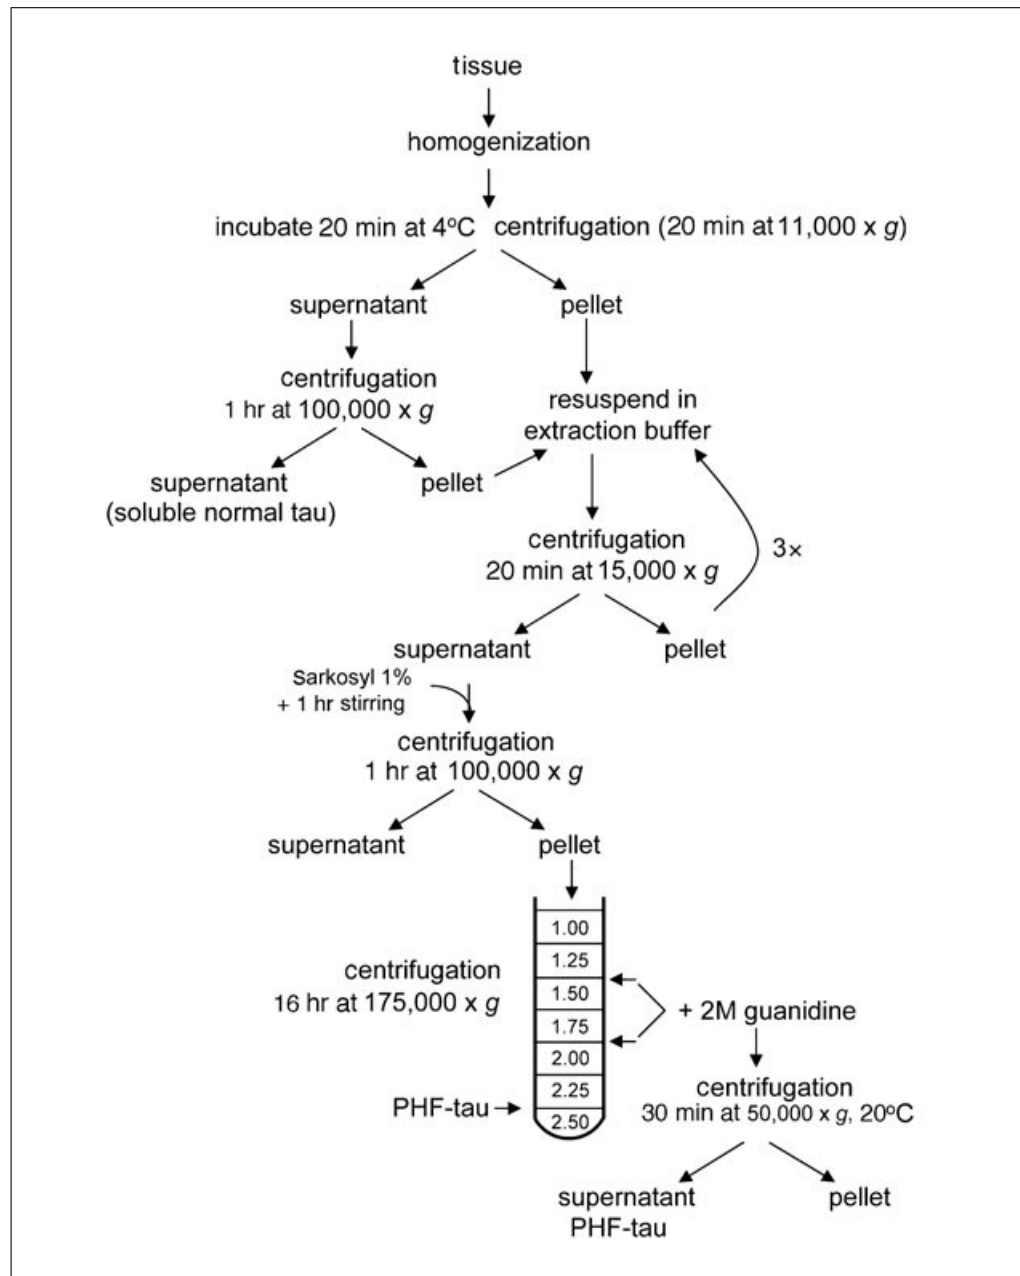 tissue
homogenization
incubate 20 min at 4°C centrifugation (20 min at 11,000 x g)
supernatant
pellet
centrifugation
1 hr at 100,000 x g
resuspend in
extraction buffer
supernatant
(soluble normal tau)
pellet
centrifugation
20 min at 15,000 x g
3×
supernatant
pellet
Sarkosyl 1%
+ 1 hr stirring
centrifugation
1 hr at 100,000 x g
supernatant
pellet
1.00
1.25
1.50
1.75
2.00
2.25
2.50
centrifugation
16 hr at 175,000 x g
+ 2M guanidine
PHF-tau
centrifugation
30 min at 50,000 x g, 20°C
supernatant
PHF-tau
pellet